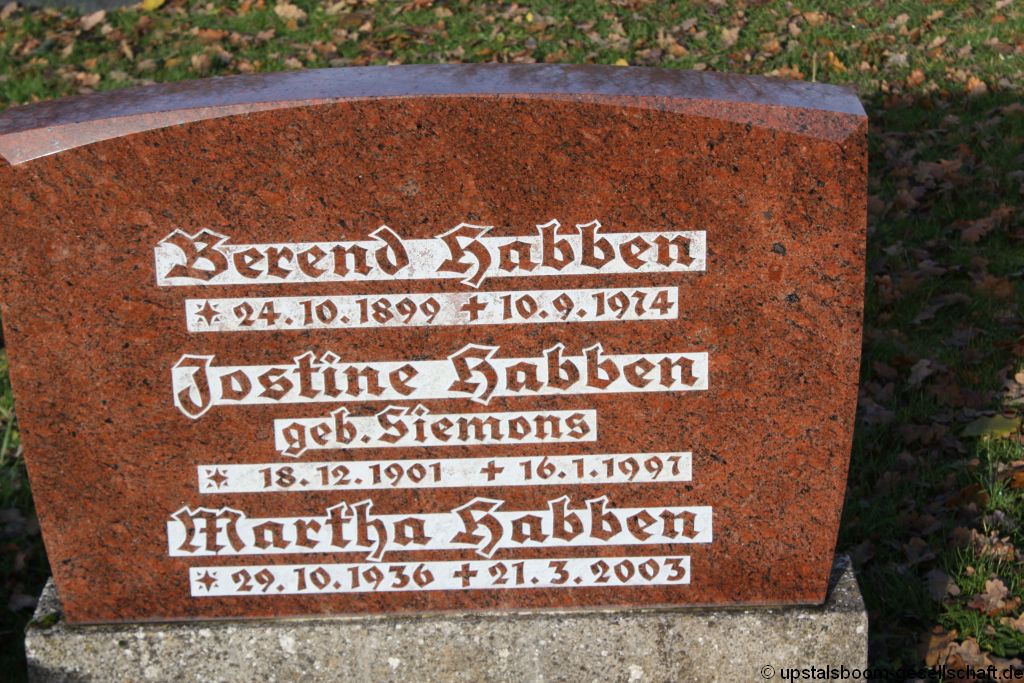 Berend Habben
* 24.10.1899 + 10.9.1974
Jostine Habben
geb. Siemons
* 18.12.1901 + 16.1.1997
Martha Habben
* 29.10.1936 + 21.3.2003
© upstalsboom-gesellschaft.de